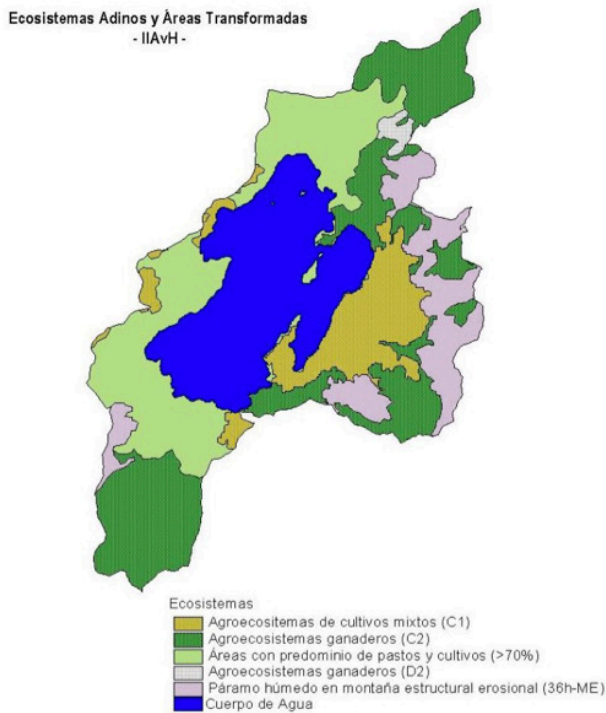 Ecosistemas Adinos y Áreas Transformadas
- IIAvH -
Ecosistemas
Agroecositemas de cultivos mixtos (C1)
Agroecosistemas ganaderos (C2)
Áreas con predominio de pastos y cultivos (>70%)
Agroecosistemas ganaderos (D2)
Páramo húmedo en montaña estructural erosional (36h-ME)
Cuerpo de Agua